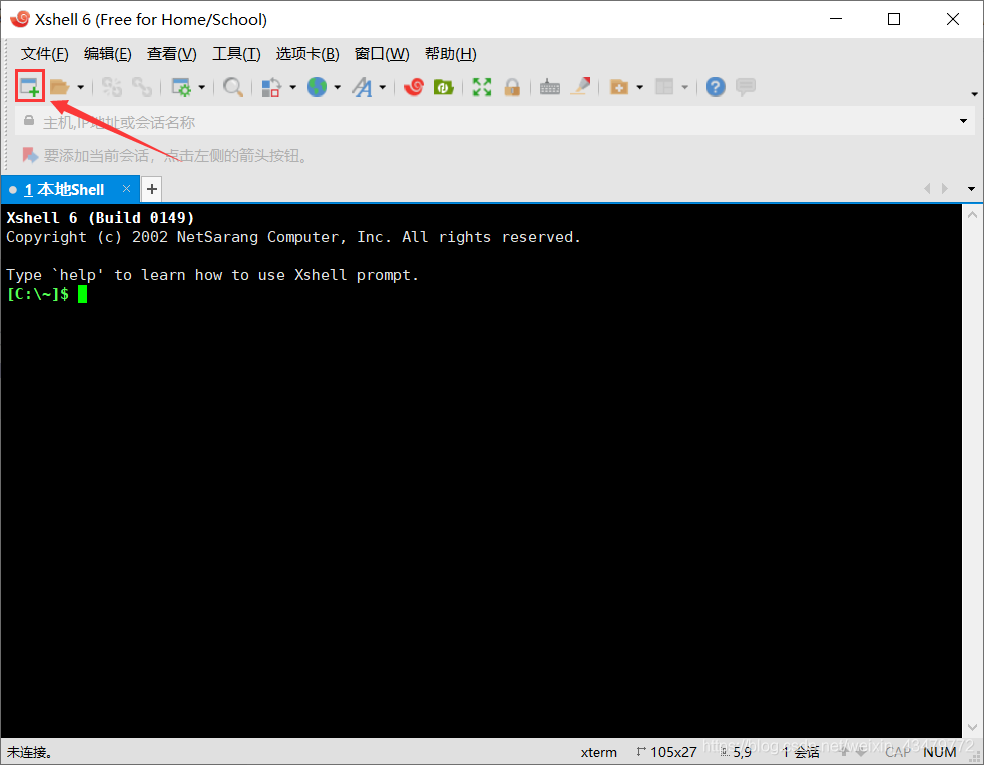 Xshell 6 (Free for Home/School)
文件(F) 编辑(E) 查看(V) 工具(T) 选项卡(B) 窗口(W) 帮助(H)
主机,IP地址或会话名称
要添加当前会话，点击左侧的箭头按钮。
1 本地Shell × +
Xshell 6 (Build 0149)
Copyright (c) 2002 NetSarang Computer, Inc. All rights reserved.
Type `help' to learn how to use Xshell prompt.
[C:\~]$
未连接。 xterm 105x27 5,9 1 会话 CAP NUM
https://blog.csdn.net/weixin_43470772